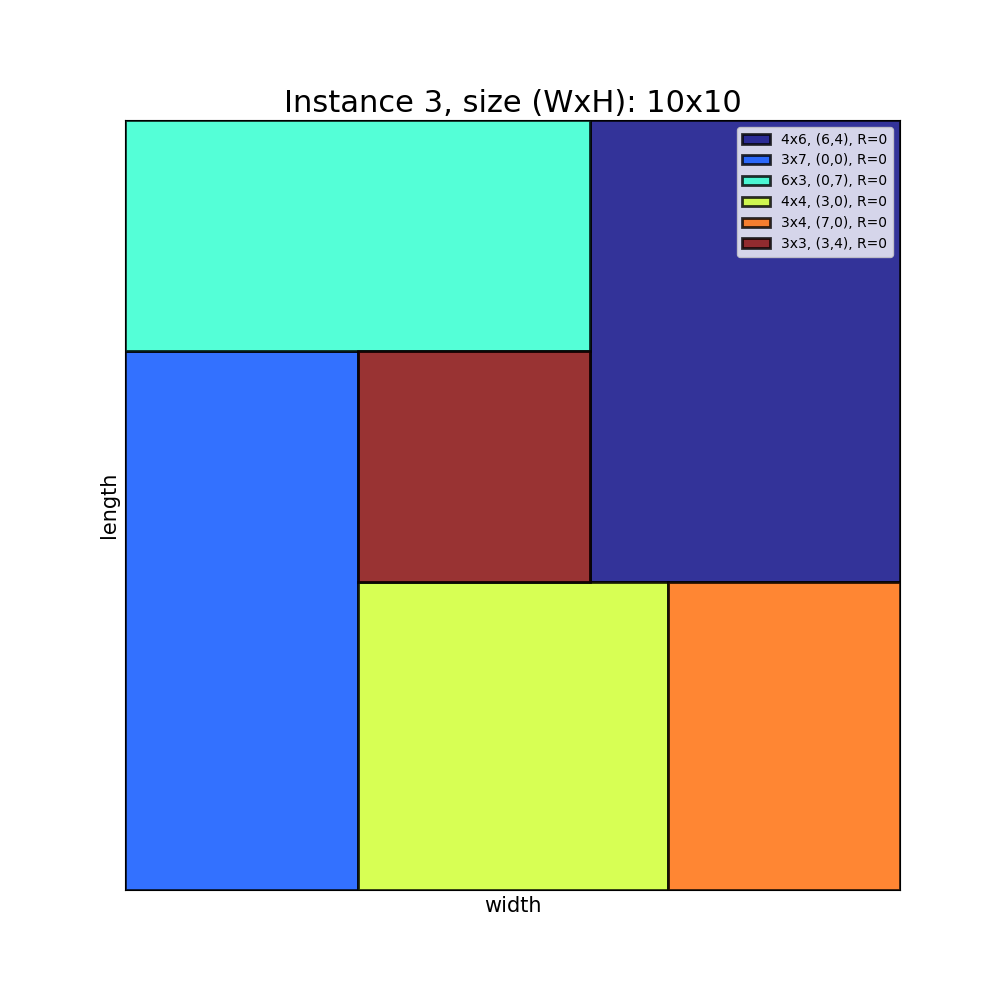 Instance 3, size (WxH): 10x10
4x6, (6,4), R=0
3x7, (0,0), R=0
6x3, (0,7), R=0
4x4, (3,0), R=0
3x4, (7,0), R=0
3x3, (3,4), R=0
length
width